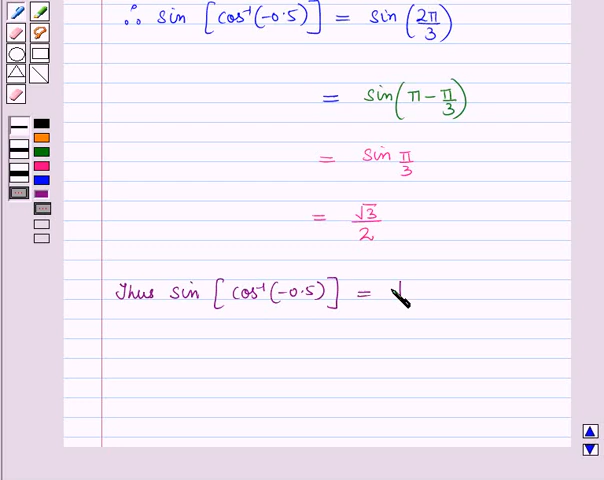 ∴ sin [cos⁻¹(-0.5)] = sin(2π/3)
= sin(π - π/3)
= sin π/3
= √3/2
Thus sin [cos⁻¹(-0.5)] =